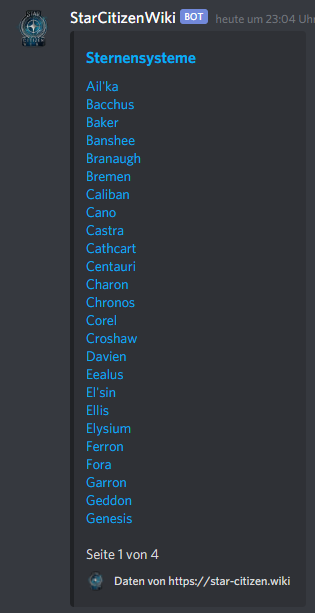 StarCitizenWiki BOT heute um 23:04 Uhr
Sternensysteme
Ail'ka
Bacchus
Baker
Banshee
Branaugh
Bremen
Caliban
Cano
Castra
Cathcart
Centauri
Charon
Chronos
Corel
Croshaw
Davien
Eealus
El'sin
Ellis
Elysium
Ferron
Fora
Garron
Geddon
Genesis
Seite 1 von 4
Daten von https://star-citizen.wiki